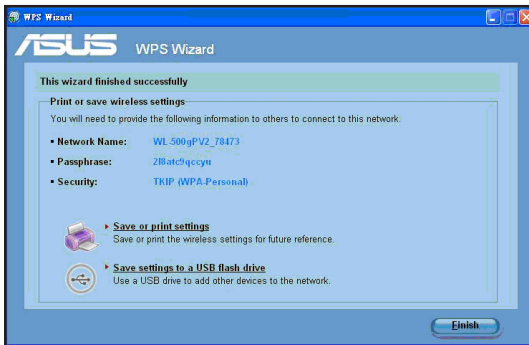 WPS Wizard
ASUS WPS Wizard
This wizard finished successfully
Print or save wireless settings
You will need to provide the following information to others to connect to this network.
▪ Network Name: WL-500gPV2_78473
▪ Passphrase: 2l8atc9qccyu
▪ Security: TKIP (WPA-Personal)
Save or print settings
Save or print the wireless settings for future reference.
Save settings to a USB flash drive
Use a USB drive to add other devices to the network.
Finish